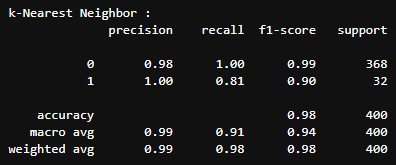 k-Nearest Neighbor :
precision recall f1-score support
0 0.98 1.00 0.99 368
1 1.00 0.81 0.90 32
accuracy 0.98 400
macro avg 0.99 0.91 0.94 400
weighted avg 0.99 0.98 0.98 400